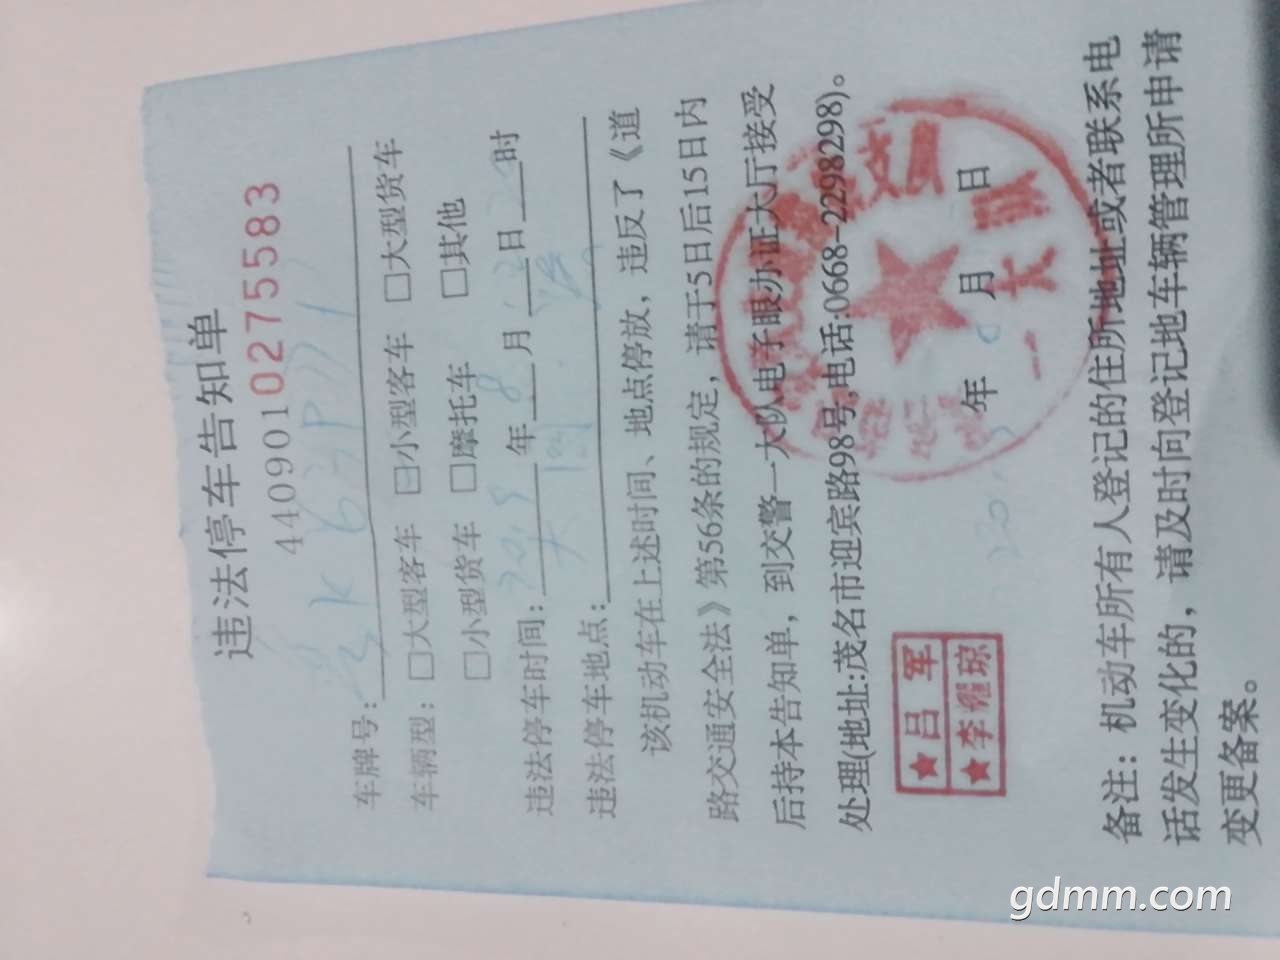 违法停车告知单
4409010275583
车牌号:
车辆型: □大型客车 ☑小型客车 □大型货车
□小型货车 □摩托车 □其他
违法停车时间: 年8月 日 时
违法停车地点:
该机动车在上述时间、地点停放，违反了《道
路交通安全法》第56条的规定，请于5日后15日内
后持本告知单，到交警一大队电子眼办证大厅接受
处理(地址:茂名市迎宾路98号,电话:0668-2298298)。
★吕军
★李耀琼
年 月 日
一大队
备注：机动车所有人登记的住所地址或者联系电
话发生变化的，请及时向登记地车辆管理所申请
变更备案。
gdmm.com